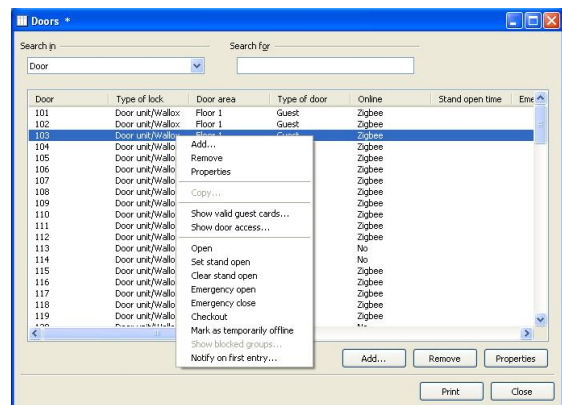 Doors *
Search in
Search for
Door
Door Type of lock Door area Type of door Online Stand open time Eme
101 Door unit/Wallox Floor 1 Guest Zigbee
102 Door unit/Wallox Floor 1 Guest Zigbee
103 Door unit/Wallox Floor 1 Guest Zigbee
104 Door unit/Wallo Zigbee
105 Door unit/Wallo Zigbee
106 Door unit/Wallo Zigbee
107 Door unit/Wallo Zigbee
108 Door unit/Wallo Zigbee
109 Door unit/Wallo Zigbee
110 Door unit/Wallo Zigbee
111 Door unit/Wallo Zigbee
112 Door unit/Wallo Zigbee
113 Door unit/Wallo No
114 Door unit/Wallo No
115 Door unit/Wallo Zigbee
116 Door unit/Wallo Zigbee
117 Door unit/Wallo Zigbee
118 Door unit/Wallo Zigbee
119 Door unit/Wallo Zigbee
Add...
Remove
Properties
Copy...
Show valid guest cards...
Show door access...
Open
Set stand open
Clear stand open
Emergency open
Emergency close
Checkout
Mark as temporarily offline
Show blocked groups...
Notify on first entry...
Add... Remove Properties
Print Close